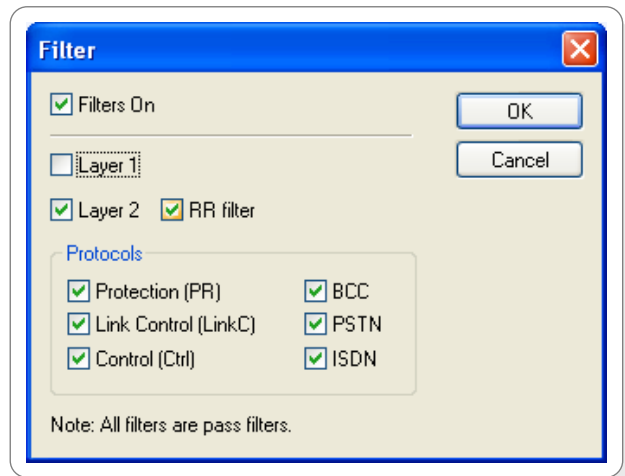 Filter
Filters On
OK
Layer 1
Cancel
Layer 2 RR filter
Protocols
Protection (PR) BCC
Link Control (LinkC) PSTN
Control (Ctrl) ISDN
Note: All filters are pass filters.